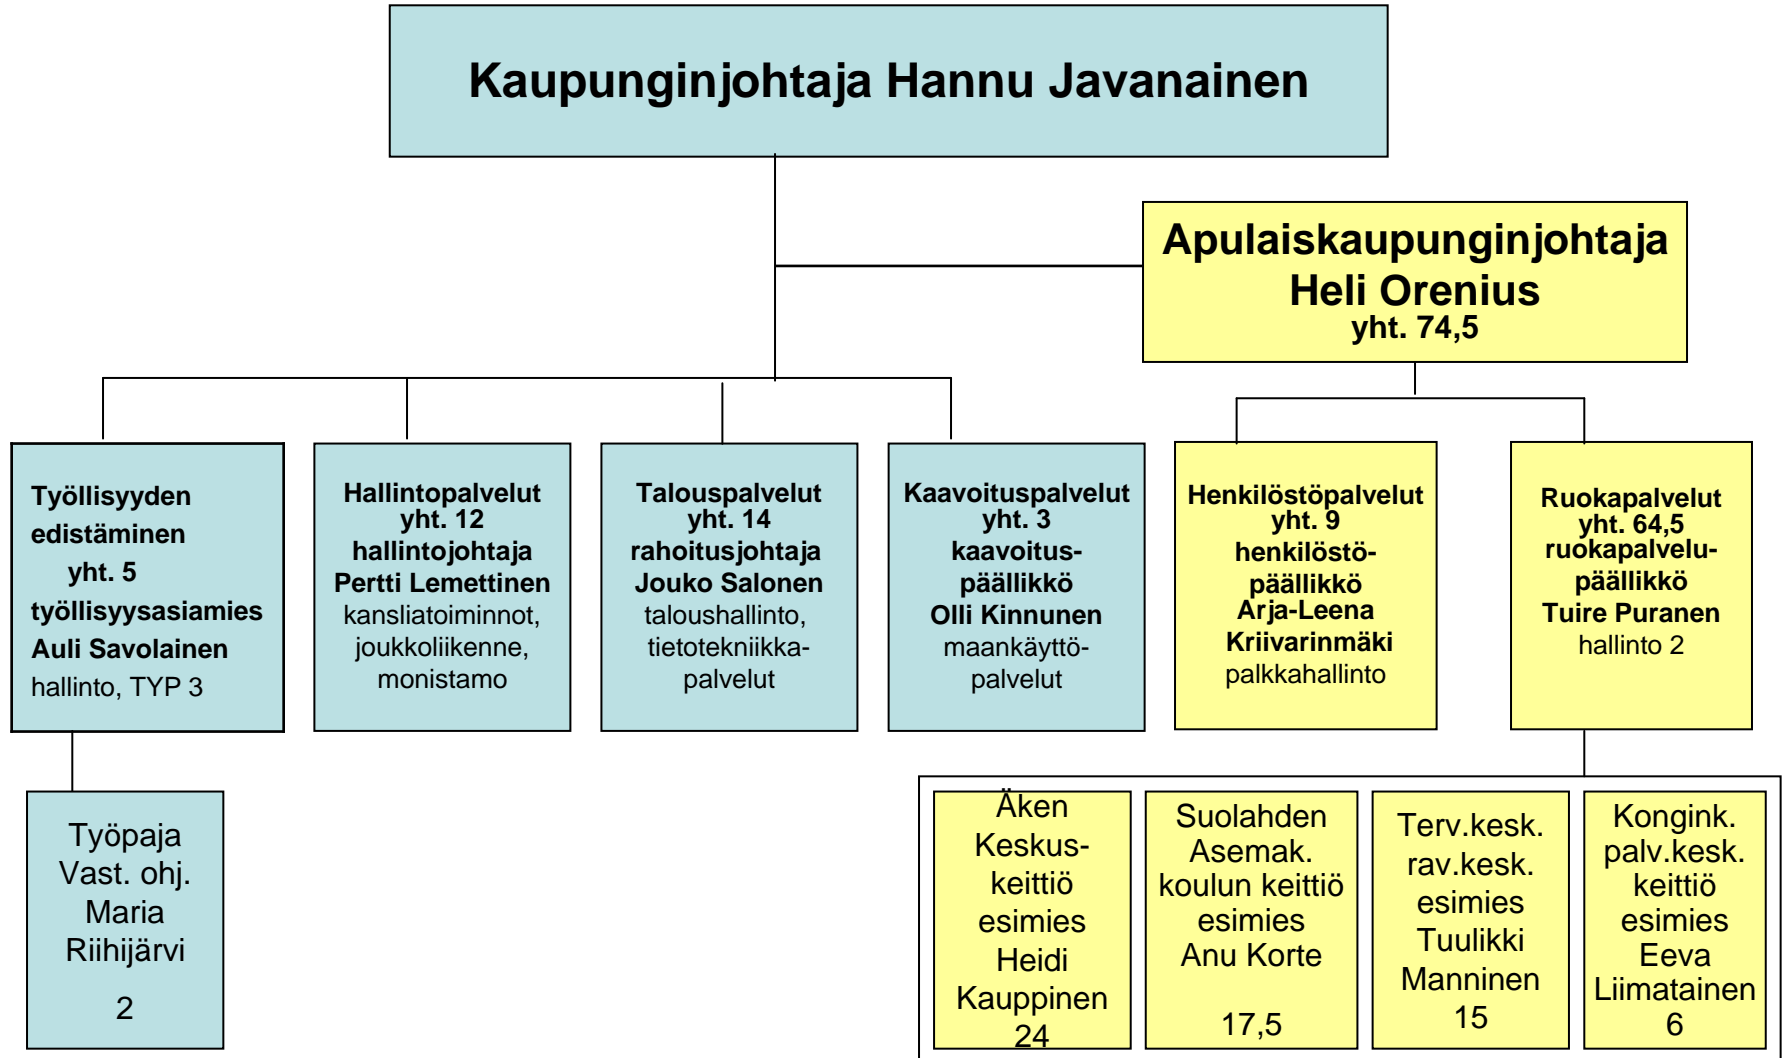 Kaupunginjohtaja Hannu Javanainen
Apulaiskaupunginjohtaja
Heli Orenius
yht. 74,5
Työllisyyden
edistäminen
yht. 5
työllisyysasiamies
Auli Savolainen
hallinto, TYP 3
Hallintopalvelut
yht. 12
hallintojohtaja
Pertti Lemettinen
kansliatoiminnot,
joukkoliikenne,
monistamo
Talouspalvelut
yht. 14
rahoitusjohtaja
Jouko Salonen
taloushallinto,
tietotekniikka-
palvelut
Kaavoituspalvelut
yht. 3
kaavoitus-
päällikkö
Olli Kinnunen
maankäyttö-
palvelut
Henkilöstöpalvelut
yht. 9
henkilöstö-
päällikkö
Arja-Leena
Kriivarinmäki
palkkahallinto
Ruokapalvelut
yht. 64,5
ruokapalvelu-
päällikkö
Tuire Puranen
hallinto 2
Työpaja
Vast. ohj.
Maria
Riihijärvi
2
Äken
Keskus-
keittiö
esimies
Heidi
Kauppinen
24
Suolahden
Asemak.
koulun keittiö
esimies
Anu Korte
17,5
Terv.kesk.
rav.kesk.
esimies
Tuulikki
Manninen
15
Kongink.
palv.kesk.
keittiö
esimies
Eeva
Liimatainen
6